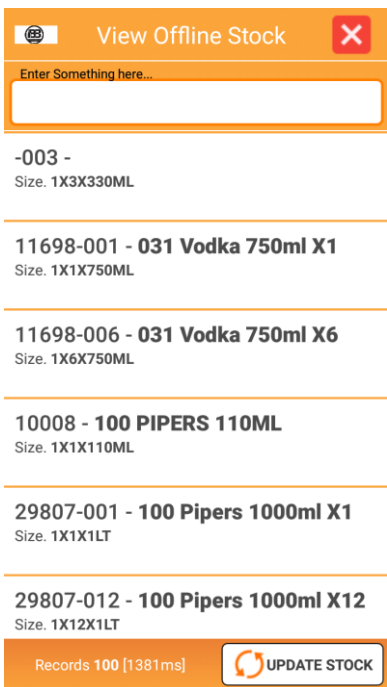 View Offline Stock
Enter Something here...
-003 -
Size. 1X3X330ML
11698-001 - 031 Vodka 750ml X1
Size. 1X1X750ML
11698-006 - 031 Vodka 750ml X6
Size. 1X6X750ML
10008 - 100 PIPERS 110ML
Size. 1X1X110ML
29807-001 - 100 Pipers 1000ml X1
Size. 1X1X1LT
29807-012 - 100 Pipers 1000ml X12
Size. 1X12X1LT
Records 100 [1381ms]
UPDATE STOCK